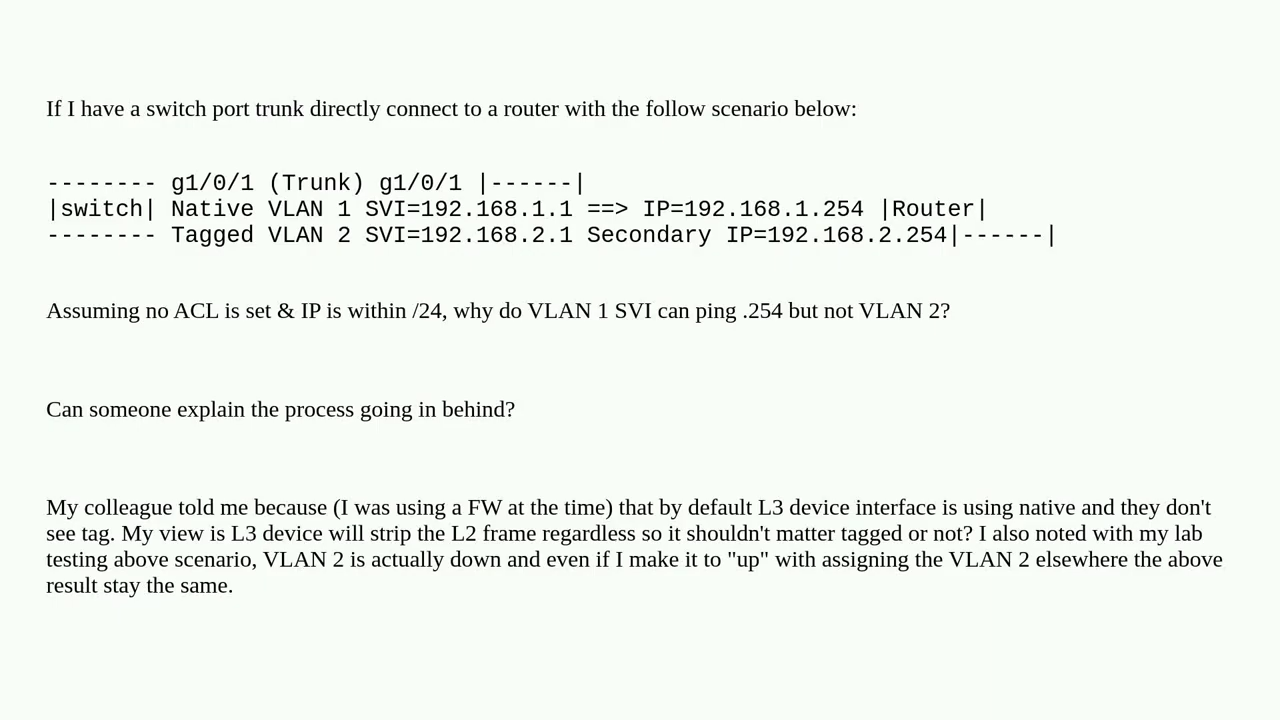 If I have a switch port trunk directly connect to a router with the follow scenario below:
-------- g1/0/1 (Trunk) g1/0/1 |------|
|switch| Native VLAN 1 SVI=192.168.1.1 ==> IP=192.168.1.254 |Router|
-------- Tagged VLAN 2 SVI=192.168.2.1 Secondary IP=192.168.2.254|------|
Assuming no ACL is set & IP is within /24, why do VLAN 1 SVI can ping .254 but not VLAN 2?
Can someone explain the process going in behind?
My colleague told me because (I was using a FW at the time) that by default L3 device interface is using native and they don't
see tag. My view is L3 device will strip the L2 frame regardless so it shouldn't matter tagged or not? I also noted with my lab
testing above scenario, VLAN 2 is actually down and even if I make it to "up" with assigning the VLAN 2 elsewhere the above
result stay the same.